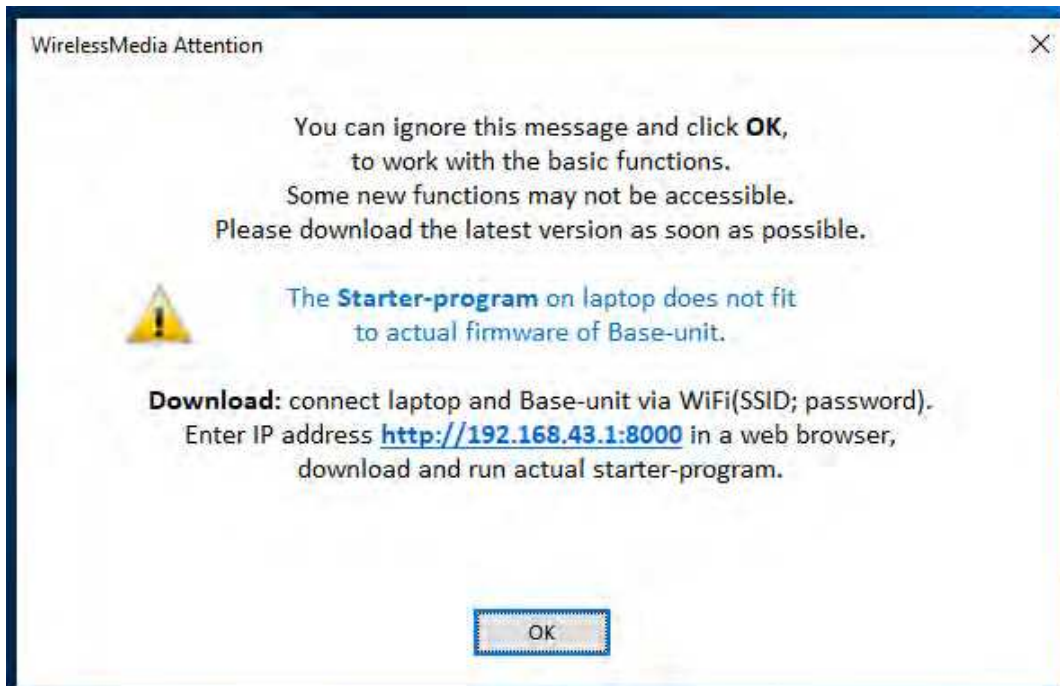 WirelessMedia Attention
You can ignore this message and click OK,
to work with the basic functions.
Some new functions may not be accessible.
Please download the latest version as soon as possible.
The Starter-program on laptop does not fit
to actual firmware of Base-unit.
Download: connect laptop and Base-unit via WiFi(SSID; password).
Enter IP address http://192.168.43.1:8000 in a web browser,
download and run actual starter-program.
OK